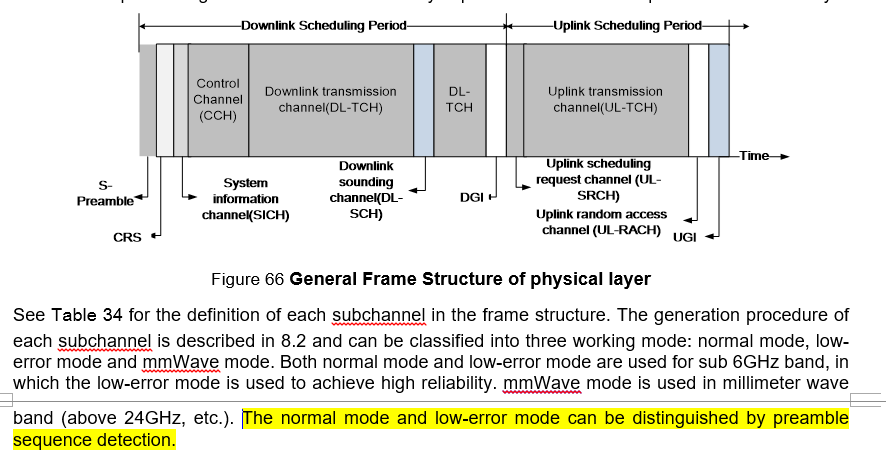 Downlink Scheduling Period
Uplink Scheduling Period
Control
Channel
(CCH)
Downlink transmission
channel(DL-TCH)
DL-
TCH
Uplink transmission
channel(UL-TCH)
Time
S-
Preamble
CRS
System
information
channel(SICH)
Downlink
sounding
channel(DL-
SCH)
DGI
Uplink scheduling
request channel (UL-
SRCH)
Uplink random access
channel (UL-RACH)
UGI
Figure 66 General Frame Structure of physical layer
See Table 34 for the definition of each subchannel in the frame structure. The generation procedure of
each subchannel is described in 8.2 and can be classified into three working mode: normal mode, low-
error mode and mmWave mode. Both normal mode and low-error mode are used for sub 6GHz band, in
which the low-error mode is used to achieve high reliability. mmWave mode is used in millimeter wave
band (above 24GHz, etc.). The normal mode and low-error mode can be distinguished by preamble
sequence detection.